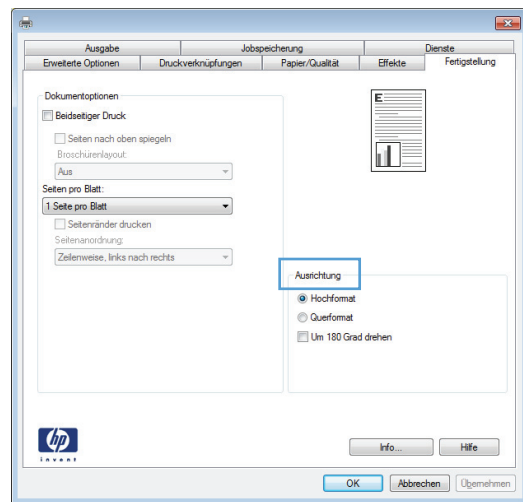 Ausgabe Jobspeicherung Dienste
Erweiterte Optionen Druckverknüpfungen Papier/Qualität Effekte Fertigstellung
Dokumentoptionen
Beidseitiger Druck
Seiten nach oben spiegeln
Broschürenlayout:
Aus
Seiten pro Blatt:
1 Seite pro Blatt
Seitenränder drucken
Seitenanordnung:
Zeilenweise, links nach rechts
E
Ausrichtung
Hochformat
Querformat
Um 180 Grad drehen
hp
invent
Info... Hilfe
OK Abbrechen Übernehmen